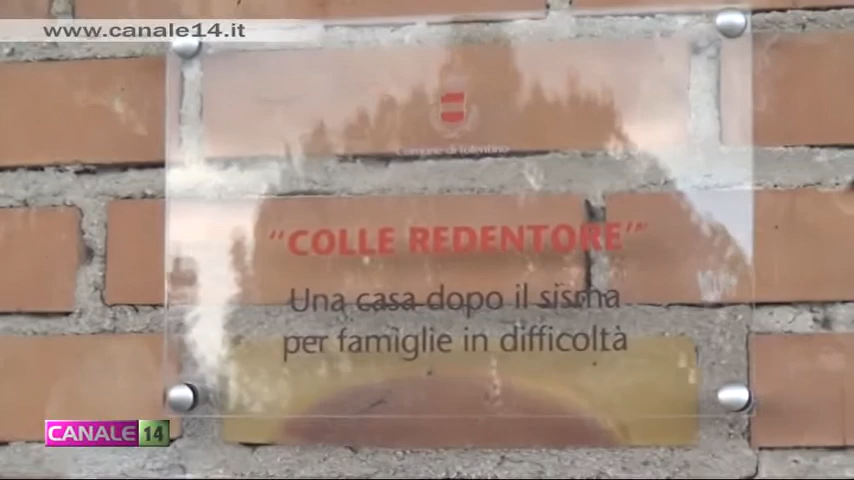 www.canale14.it
Comune di Tolentino
"COLLE REDENTORE"
Una casa dopo il sisma
per famiglie in difficoltà
CANALE 14